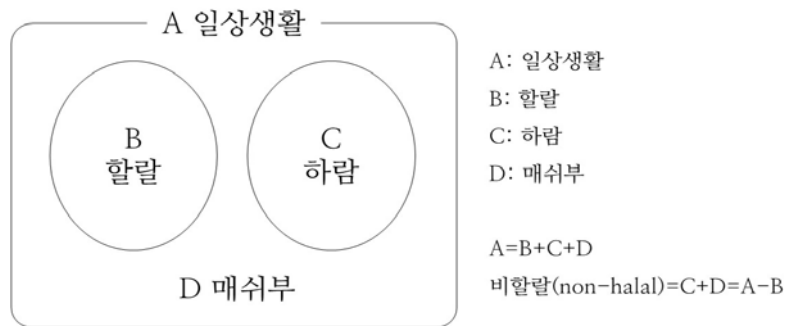 A 일상생활
B
할랄
C
하람
D 매쉬부
A: 일상생활
B: 할랄
C: 하람
D: 매쉬부
A=B+C+D
비할랄(non-halal)=C+D=A-B